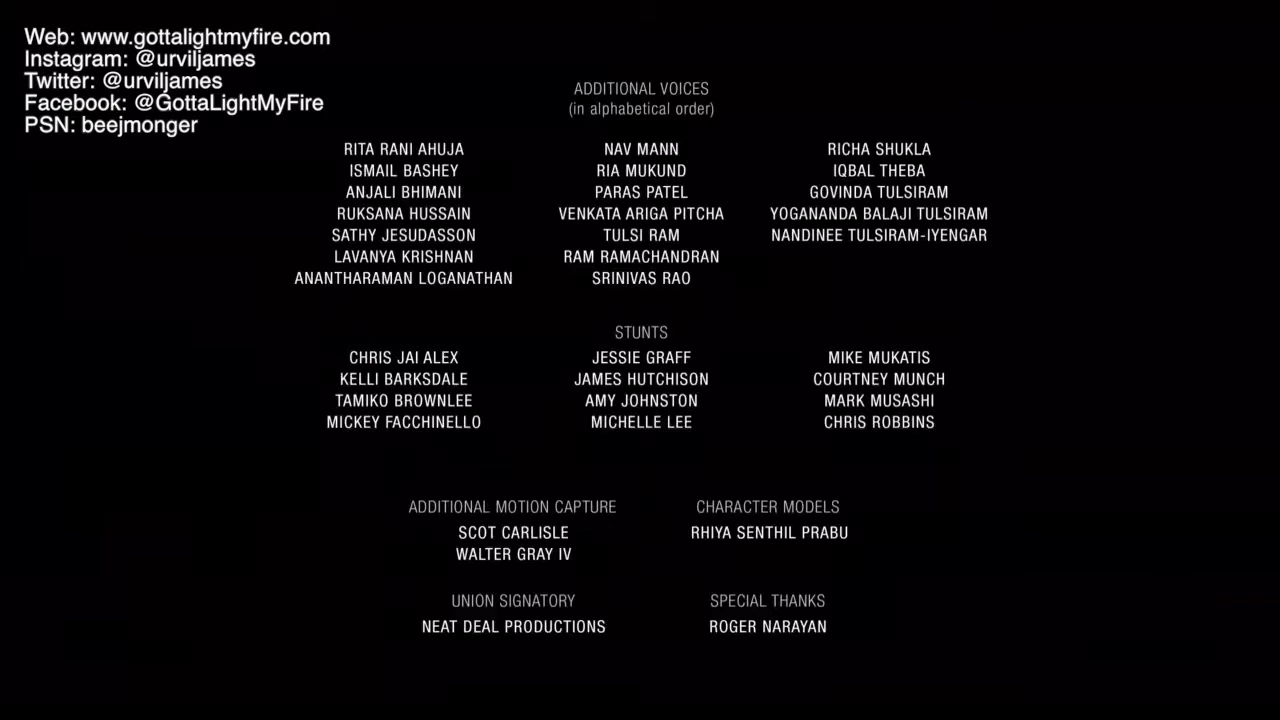 Web: www.gottalightmyfire.com
Instagram: @urviljames
Twitter: @urviljames
Facebook: @GottaLightMyFire
PSN: beejmonger
ADDITIONAL VOICES
(in alphabetical order)
RITA RANI AHUJA
ISMAIL BASHEY
ANJALI BHIMANI
RUKSANA HUSSAIN
SATHY JESUDASSON
LAVANYA KRISHNAN
ANANTHARAMAN LOGANATHAN
NAV MANN
RIA MUKUND
PARAS PATEL
VENKATA ARIGA PITCHA
TULSI RAM
RAM RAMACHANDRAN
SRINIVAS RAO
RICHA SHUKLA
IQBAL THEBA
GOVINDA TULSIRAM
YOGANANDA BALAJI TULSIRAM
NANDINEE TULSIRAM-IYENGAR
STUNTS
CHRIS JAI ALEX
KELLI BARKSDALE
TAMIKO BROWNLEE
MICKEY FACCHINELLO
JESSIE GRAFF
JAMES HUTCHISON
AMY JOHNSTON
MICHELLE LEE
MIKE MUKATIS
COURTNEY MUNCH
MARK MUSASHI
CHRIS ROBBINS
ADDITIONAL MOTION CAPTURE
SCOT CARLISLE
WALTER GRAY IV
CHARACTER MODELS
RHIYA SENTHIL PRABU
UNION SIGNATORY
NEAT DEAL PRODUCTIONS
SPECIAL THANKS
ROGER NARAYAN